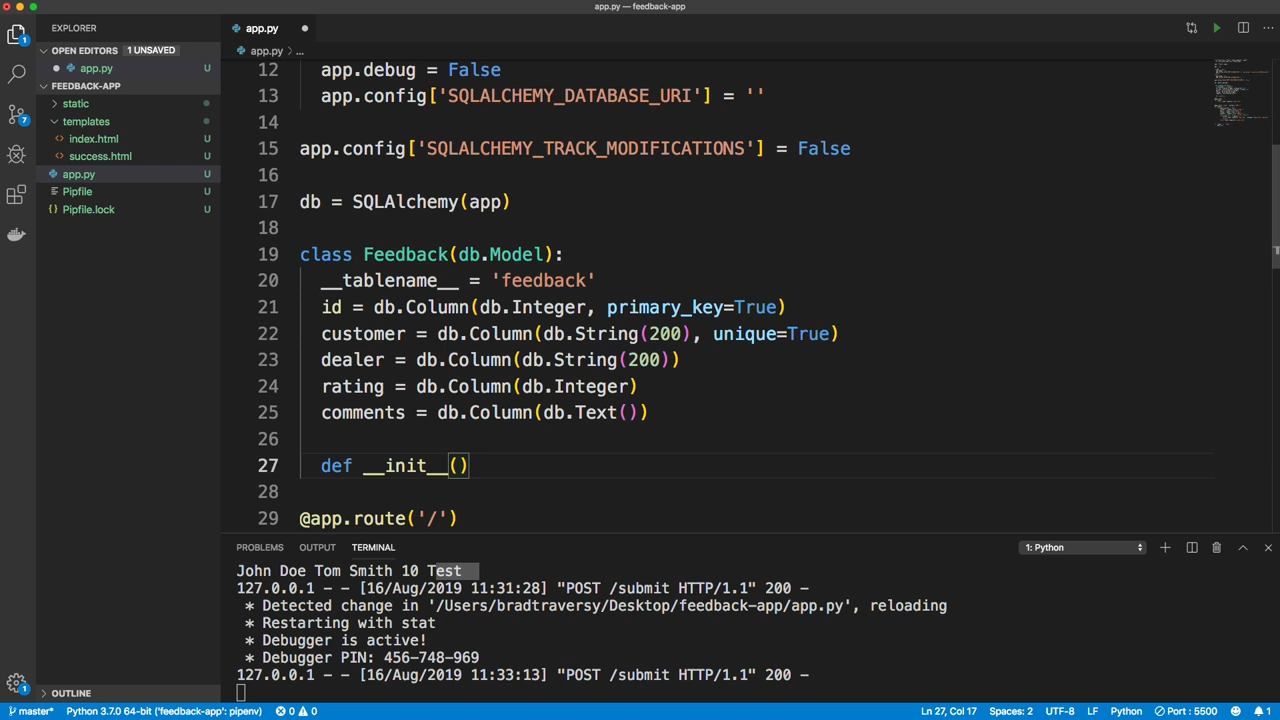 app.py — feedback-app
EXPLORER
OPEN EDITORS 1 UNSAVED
app.py U
FEEDBACK-APP
static
templates
index.html U
success.html U
app.py U
Pipfile U
Pipfile.lock U
OUTLINE
1
7
1
app.py
app.py > ...
12 app.debug = False
13 app.config['SQLALCHEMY_DATABASE_URI'] = ''
14
15 app.config['SQLALCHEMY_TRACK_MODIFICATIONS'] = False
16
17 db = SQLAlchemy(app)
18
19 class Feedback(db.Model):
20 __tablename__ = 'feedback'
21 id = db.Column(db.Integer, primary_key=True)
22 customer = db.Column(db.String(200), unique=True)
23 dealer = db.Column(db.String(200))
24 rating = db.Column(db.Integer)
25 comments = db.Column(db.Text())
26
27 def __init__()
28
29 @app.route('/')
PROBLEMS OUTPUT TERMINAL 1: Python
John Doe Tom Smith 10 Test
127.0.0.1 - - [16/Aug/2019 11:31:28] "POST /submit HTTP/1.1" 200 -
* Detected change in '/Users/bradtraversy/Desktop/feedback-app/app.py', reloading
* Restarting with stat
* Debugger is active!
* Debugger PIN: 456-748-969
127.0.0.1 - - [16/Aug/2019 11:33:13] "POST /submit HTTP/1.1" 200 -
master* Python 3.7.0 64-bit ('feedback-app': pipenv) 0 0 Ln 27, Col 17 Spaces: 2 UTF-8 LF Python Port : 5500 1